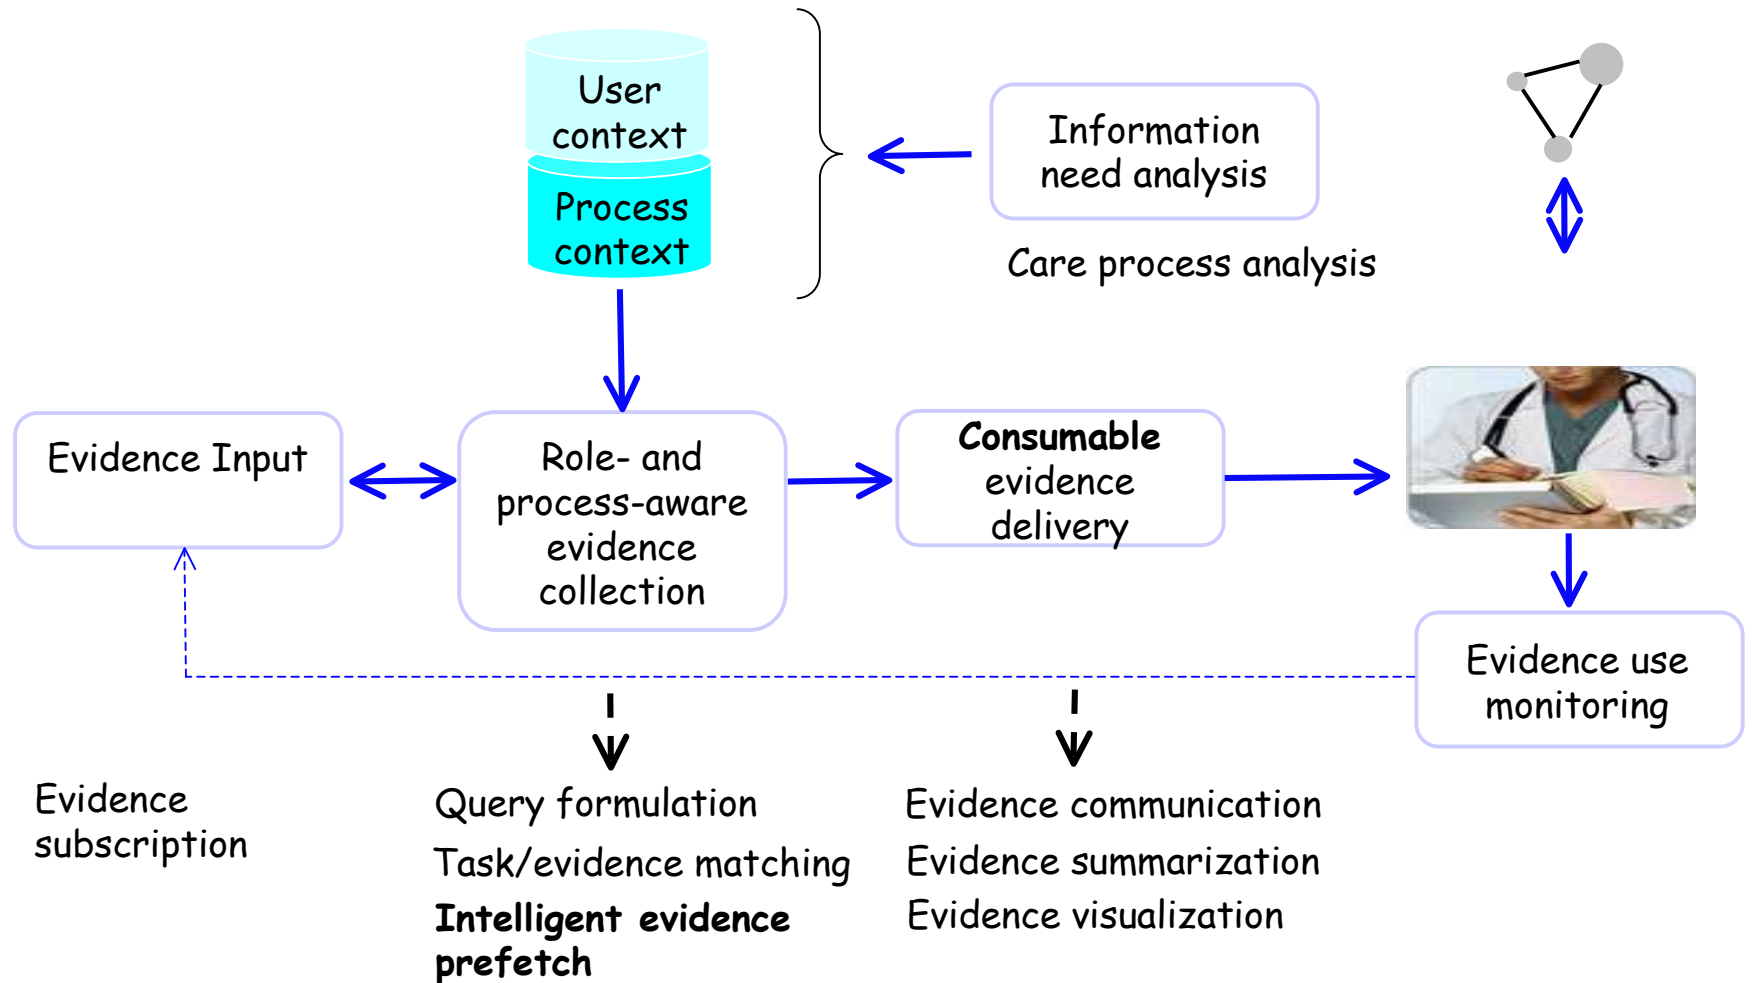 User
context
Process
context
Information
need analysis
Care process analysis
Evidence Input
Role- and
process-aware
evidence
collection
Consumable
evidence
delivery
Evidence use
monitoring
Evidence
subscription
Query formulation
Task/evidence matching
Intelligent evidence
prefetch
Evidence communication
Evidence summarization
Evidence visualization